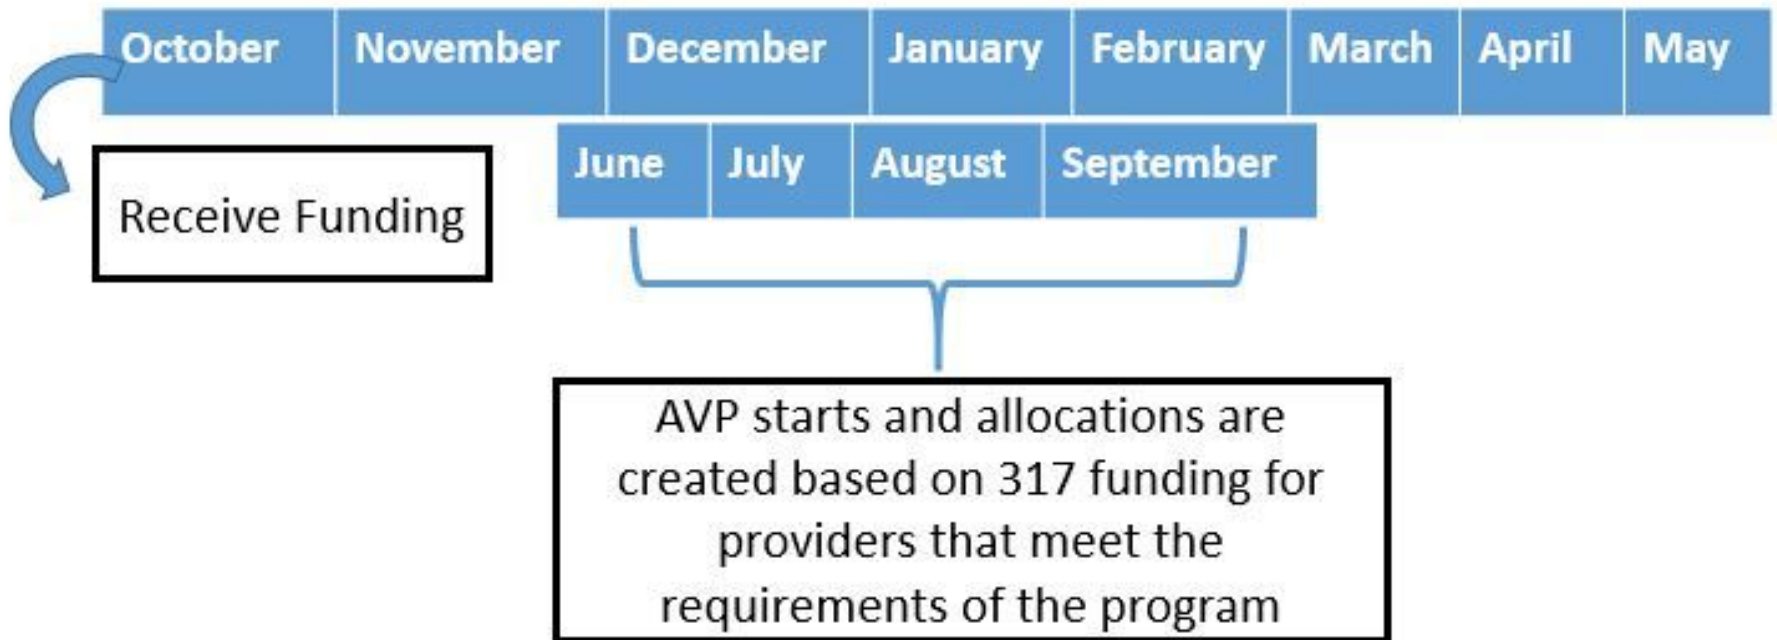 October November December January February March April May
June July August September
Receive Funding
AVP starts and allocations are
created based on 317 funding for
providers that meet the
requirements of the program